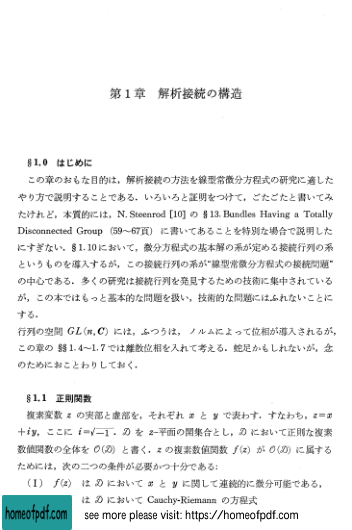 第1章 解析接続の構造
§1.0 はじめに
この章のおもな目的は,解析接続の方法を線型常微分方程式の研究に適した
やり方で説明することである.いろいろと証明をつけて,ごたごたと書いてみ
たけれど,本質的には,N. Steenrod [10] の §13. Bundles Having a Totally
Disconnected Group (59〜67頁) に書いてあることを特別な場合で説明した
にすぎない.§1.10において,微分方程式の基本解の系が定める接続行列の系
というものを導入するが,この接続行列の系が"線型常微分方程式の接続問題"
の中心である.多くの研究は接続行列を発見するための技術に集中されている
が,この本ではもっと基本的な問題を扱い,技術的な問題にはふれないことに
する.
行列の空間 GL(n, C) には,ふつうは,ノルムによって位相が導入されるが,
この章の §§1.4〜1.7では離散位相を入れて考える.蛇足かもしれないが,念
のためにおことわりしておく.
§1.1 正則関数
複素変数 z の実部と虚部を,それぞれ x と y で表わす.すなわち,z=x
+iy,ここに i=√−1.𝒟 を z-平面の開集合とし,𝒟 において正則な複素
数値関数の全体を 𝒪(𝒟) と書く.z の複素数値関数 f(z) が 𝒪(𝒟) に属する
ためには,次の二つの条件が必要かつ十分である:
(I) f(z) は 𝒟 において x と y に関して連続的に微分可能である,
は 𝒟 において Cauchy-Riemann の方程式
homeofpdf.com see more please visit: https://homeofpdf.com